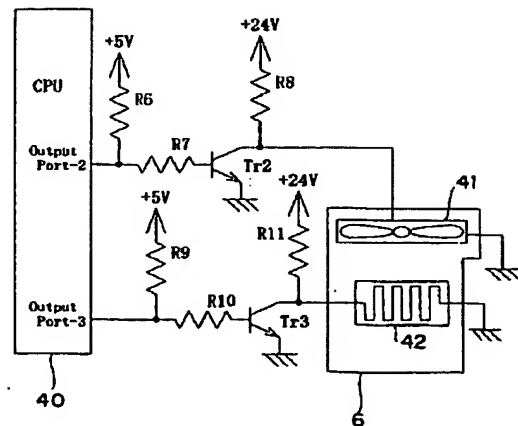 +5V
+24V
CPU
R6
R8
Output
Port-2
R7
Tr2
+5V
+24V
41
R9
R11
Output
Port-3
R10
Tr3
42
40
6